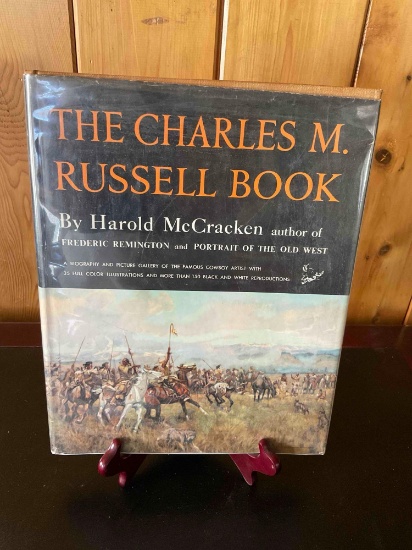 THE CHARLES M.
RUSSELL BOOK
By Harold McCracken author of
FREDERIC REMINGTON and PORTRAIT OF THE OLD WEST
A BIOGRAPHY AND PICTURE GALLERY OF THE FAMOUS COWBOY ARTIST WITH
35 FULL COLOR ILLUSTRATIONS AND MORE THAN 180 BLACK AND WHITE REPRODUCTIONS